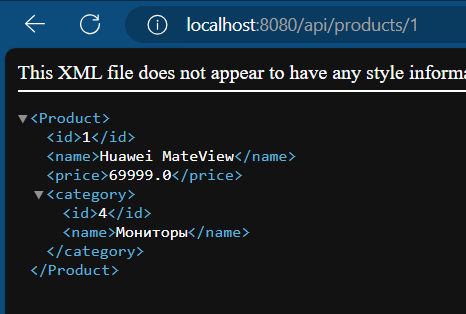 localhost:8080/api/products/1
This XML file does not appear to have any style
<Product>
<id>1</id>
<name>Huawei MateView</name>
<price>69999.0</price>
<category>
<id>4</id>
<name>Мониторы</name>
</category>
</Product>